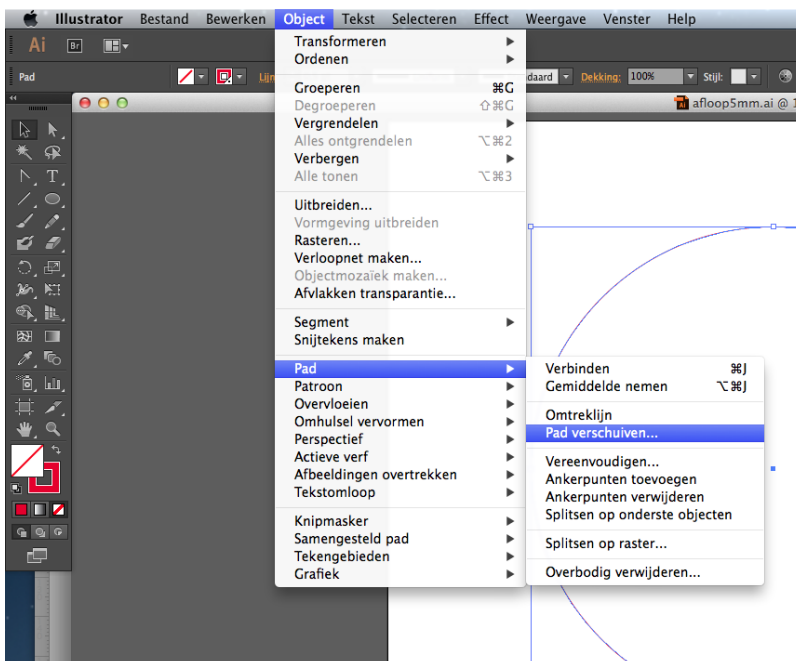 Illustrator Bestand Bewerken Object Tekst Selecteren Effect Weergave Venster Help
Ai Br
Pad Lijn daard Dekking: 100% Stijl:
afloop5mm.ai @ 1
Transformeren
Ordenen
Groeperen ⌘G
Degroeperen ⇧⌘G
Vergrendelen
Alles ontgrendelen ⌥⌘2
Verbergen
Alle tonen ⌥⌘3
Uitbreiden...
Vormgeving uitbreiden
Rasteren...
Verloopnet maken...
Objectmozaïek maken...
Afvlakken transparantie...
Segment
Snijtekens maken
Pad
Patroon
Overvloeien
Omhulsel vervormen
Perspectief
Actieve verf
Afbeeldingen overtrekken
Tekstomloop
Knipmasker
Samengesteld pad
Tekengebieden
Grafiek
Verbinden ⌘J
Gemiddelde nemen ⌥⌘J
Omtreklijn
Pad verschuiven...
Vereenvoudigen...
Ankerpunten toevoegen
Ankerpunten verwijderen
Splitsen op onderste objecten
Splitsen op raster...
Overbodig verwijderen...